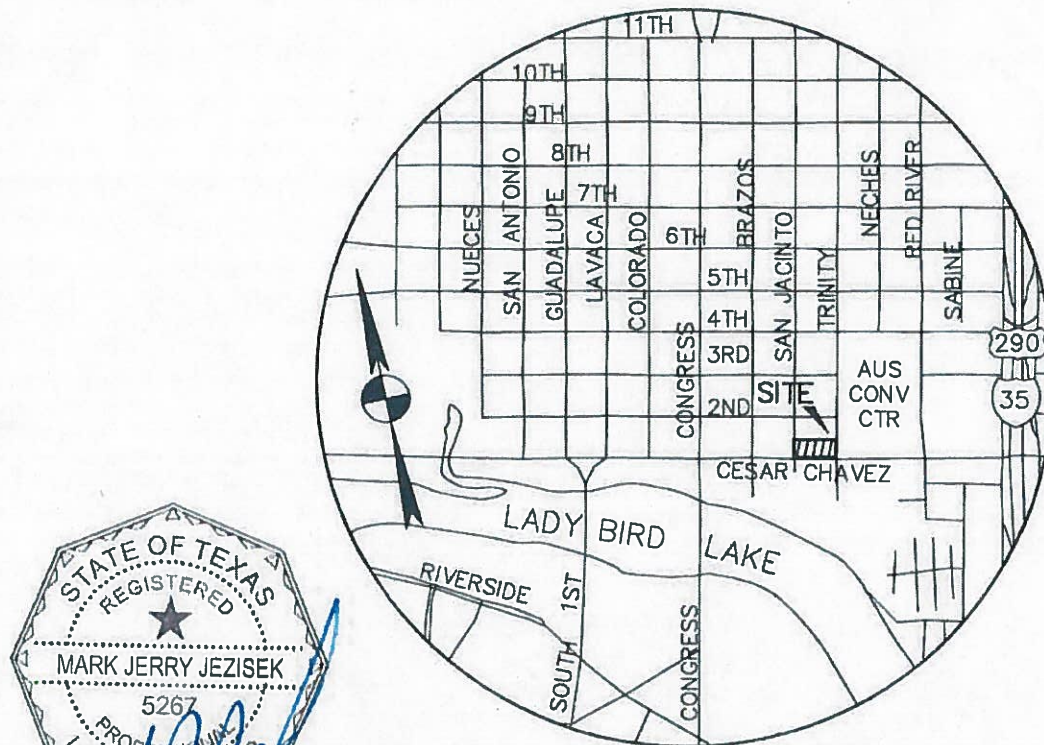 11TH
10TH
9TH
8TH
7TH
6TH
5TH
4TH
3RD
2ND
NUECES
SAN ANTONO
GUADALUPE
LAVACA
COLORADO
CONGRESS
BRAZOS
SAN JACINTO
TRINITY
NECHES
RED RIVER
SABINE
290
35
AUS
CONV
CTR
SITE
CESAR CHAVEZ
LADY BIRD LAKE
RIVERSIDE
SOUTH 1ST
CONGRESS
STATE OF TEXAS
REGISTERED
MARK JERRY JEZISEK
5267